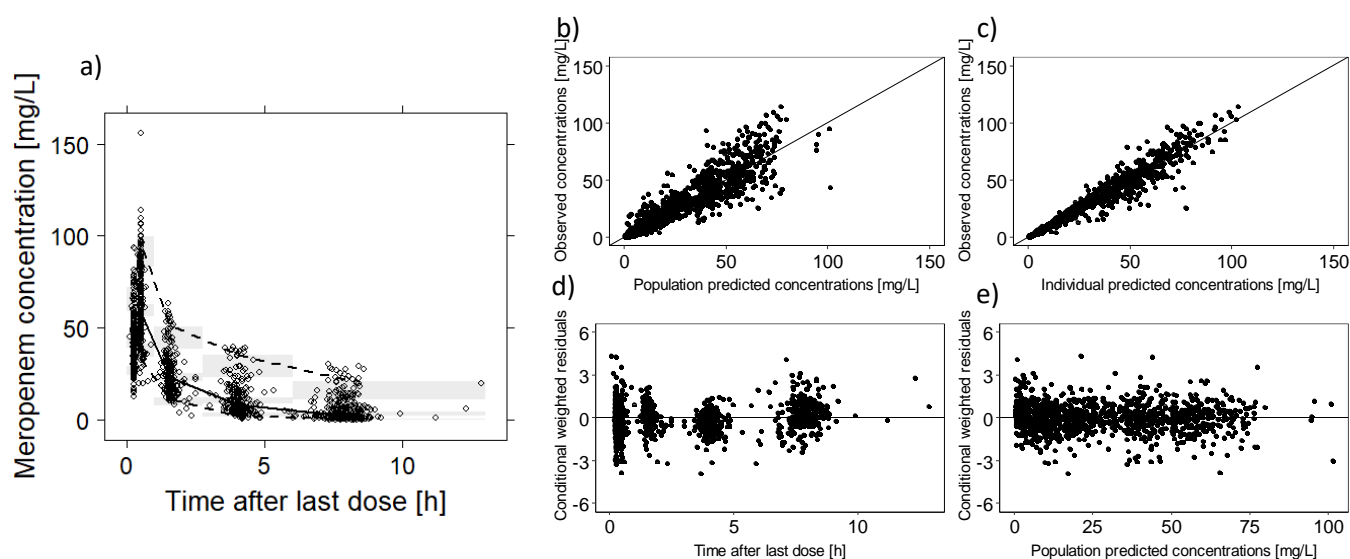 a)
Meropenem concentration [mg/L]
150
100
50
0
0
5
10
Time after last dose [h]
b)
Observed concentrations [mg/L]
150
100
50
0
0
50
100
150
Population predicted concentrations [mg/L]
c)
Observed concentrations [mg/L]
150
100
50
0
0
50
100
150
Individual predicted concentrations [mg/L]
d)
Conditional weighted residuals
6
3
0
-3
-6
0
5
10
Time after last dose [h]
e)
Conditional weighted residuals
6
3
0
-3
-6
0
25
50
75
100
Population predicted concentrations [mg/L]